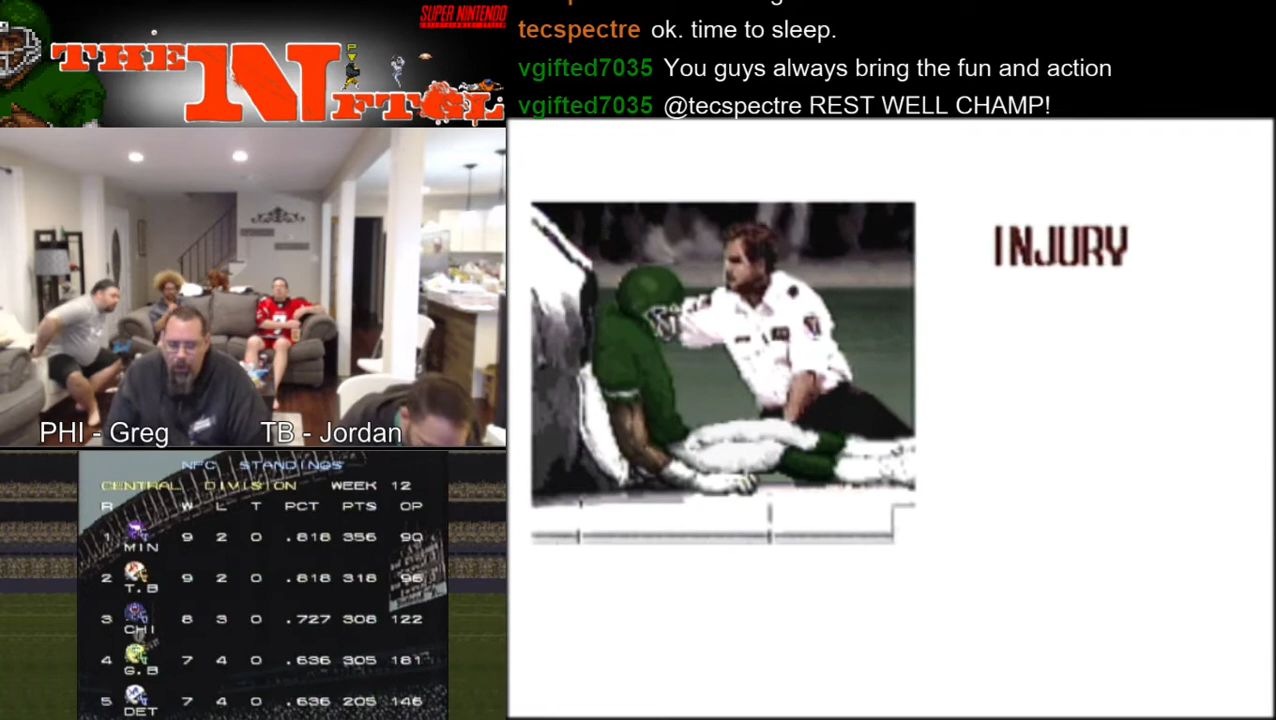 SUPER NINTENDO
THE NFTGL
tecspectre ok. time to sleep.
vgifted7035 You guys always bring the fun and action
vgifted7035 @tecspectre REST WELL CHAMP!
INJURY
PHI - Greg TB - Jordan
NFC STANDINGS
CENTRAL DIVISION WEEK 12
R W L T PCT PTS OP
1 MIN 9 2 0 .818 356 90
2 T.B 9 2 0 .818 318 96
3 CHI 8 3 0 .727 308 122
4 G.B 7 4 0 .636 305 181
5 DET 7 4 0 .636 205 146